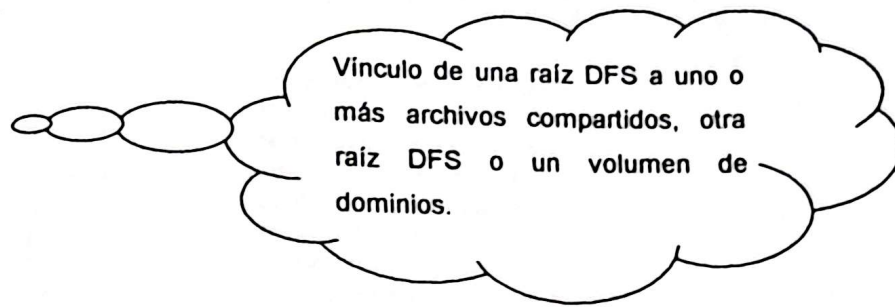 Vínculo de una raíz DFS a uno o
más archivos compartidos, otra
raíz DFS o un volumen de
dominios.